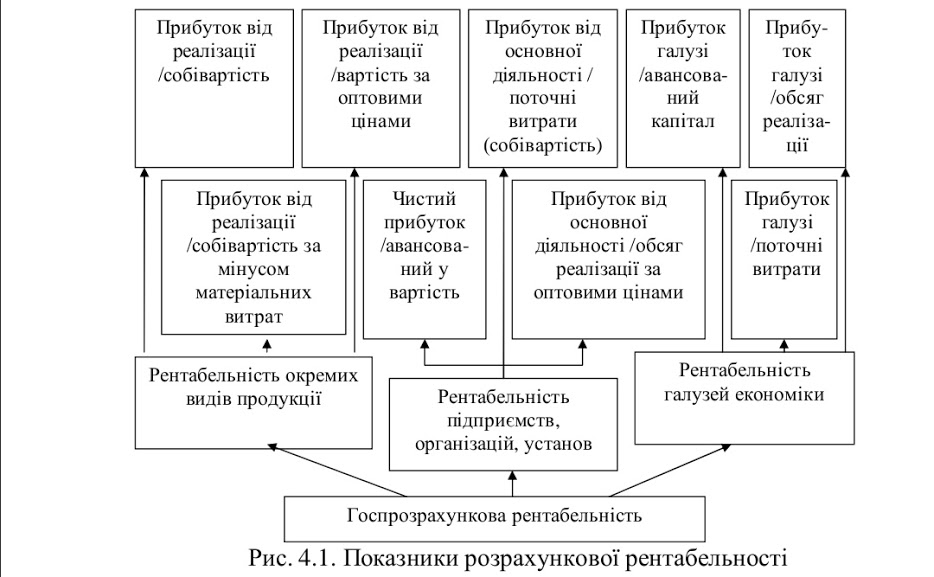 Прибуток від
реалізації
/собівартість
Прибуток від
реалізації
/вартість за
оптовими
цінами
Прибуток від
основної
діяльності /
поточні
витрати
(собівартість)
Прибуток
галузі
/авансова-
ний
капітал
Прибу-
ток
галузі
/обсяг
реаліза-
ції
Прибуток від
реалізації
/собівартість за
мінусом
матеріальних
витрат
Чистий
прибуток
/авансова-
ний у
вартість
Прибуток від
основної
діяльності /обсяг
реалізації за
оптовими цінами
Прибуток
галузі
/поточні
витрати
Рентабельність окремих
видів продукції
Рентабельність
підприємств,
організацій, установ
Рентабельність
галузей економіки
Госпрозрахункова рентабельність
Рис. 4.1. Показники розрахункової рентабельності